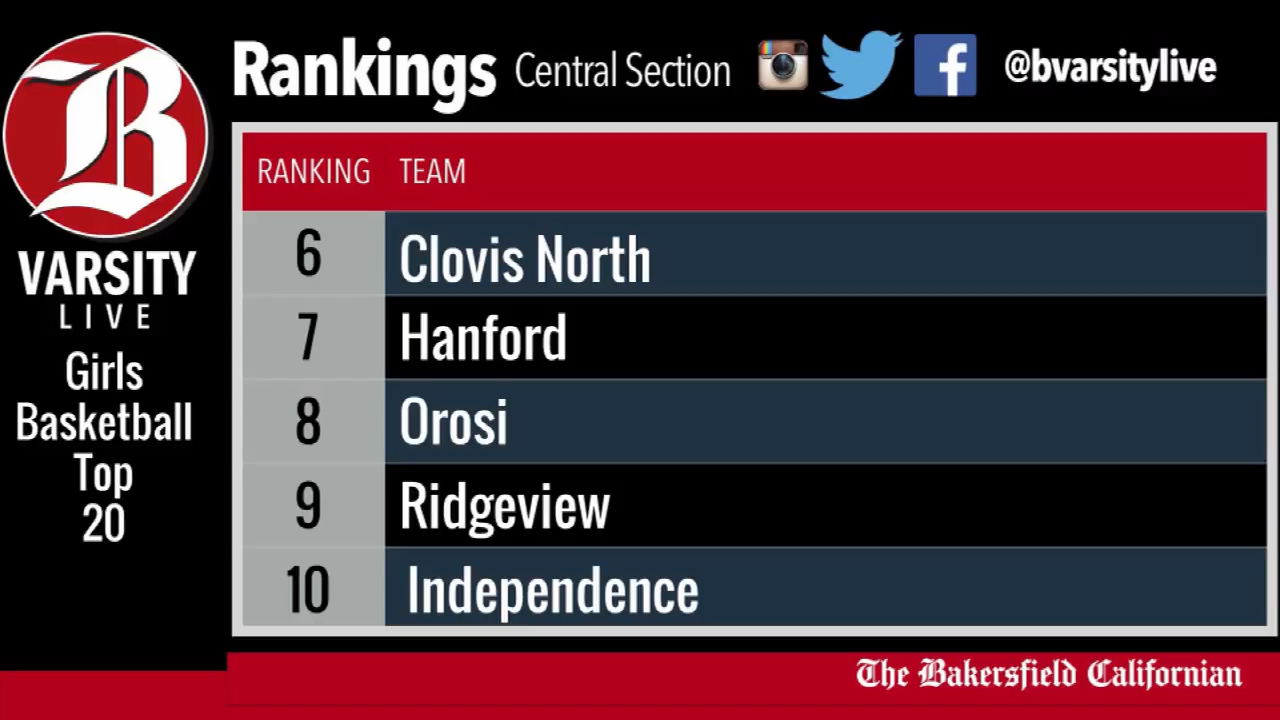 B
VARSITY
LIVE
Girls
Basketball
Top
20
Rankings Central Section @bvarsitylive
RANKING TEAM
6 Clovis North
7 Hanford
8 Orosi
9 Ridgeview
10 Independence
The Bakersfield Californian